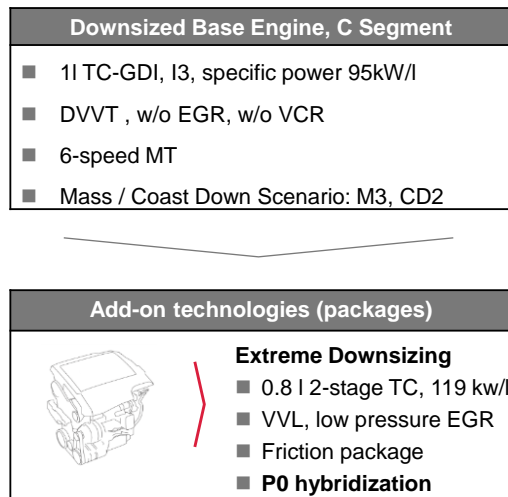 Downsized Base Engine, C Segment
1l TC-GDI, I3, specific power 95kW/l
DVVT , w/o EGR, w/o VCR
6-speed MT
Mass / Coast Down Scenario: M3, CD2
Add-on technologies (packages)
Extreme Downsizing
0.8 l 2-stage TC, 119 kw/l
VVL, low pressure EGR
Friction package
P0 hybridization